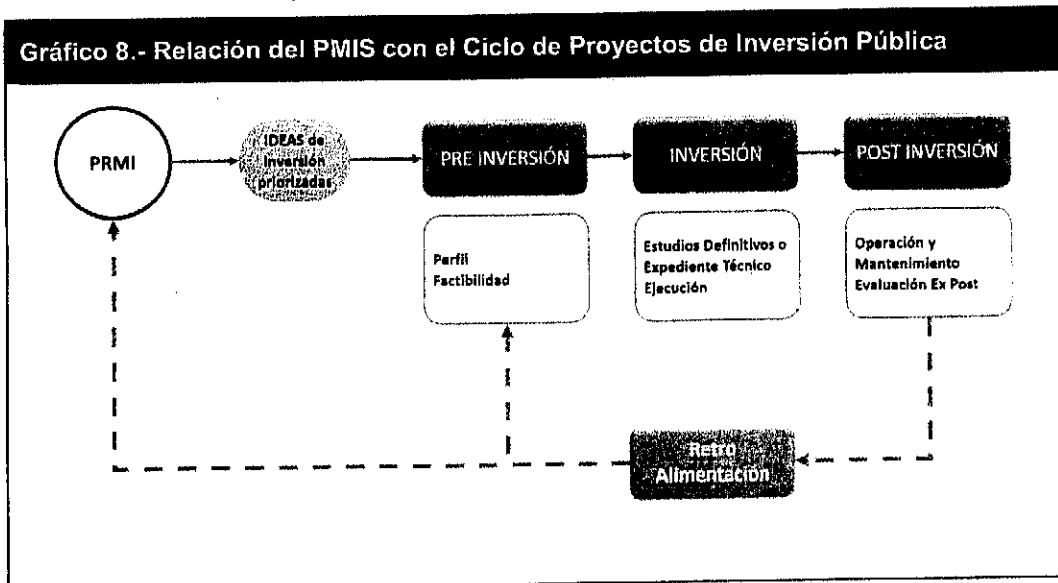 Gráfico 8.- Relación del PMIS con el Ciclo de Proyectos de Inversión Pública
PRMI
IDEAS de
Inversión
priorizadas
PRE INVERSIÓN
INVERSIÓN
POST INVERSIÓN
Perfil
Factibilidad
Estudios Definitivos o
Expediente Técnico
Ejecución
Operación y
Mantenimiento
Evaluación Ex Post
Retro
Alimentación